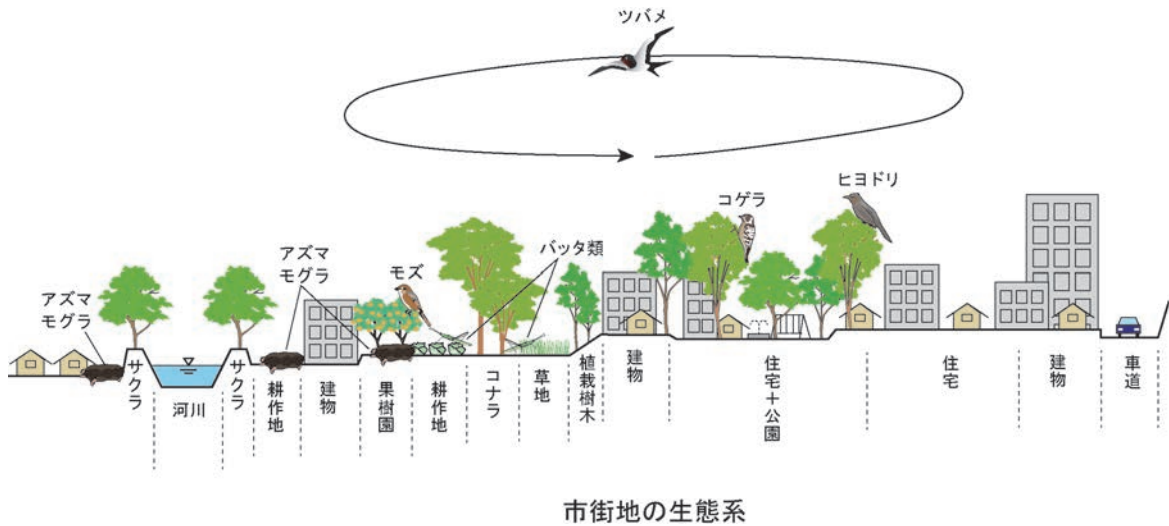 ツバメ
ヒヨドリ
コゲラ
バッタ類
アズマ
モグラ
モズ
アズマ
モグラ
サクラ
河川
サクラ
耕作地
建物
果樹園
耕作地
コナラ
草地
植栽樹木
建物
住宅+公園
住宅
建物
車道
市街地の生態系